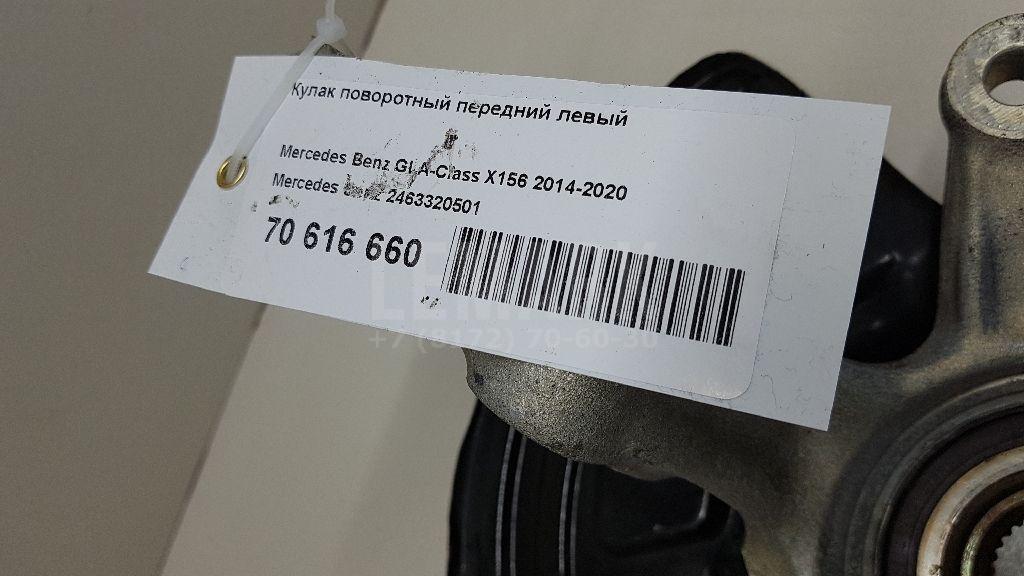 Кулак поворотный передний левый
Mercedes Benz GLA-Class X156 2014-2020
Mercedes Benz 2463320501
70 616 660
+7 (8172) 70-60-30